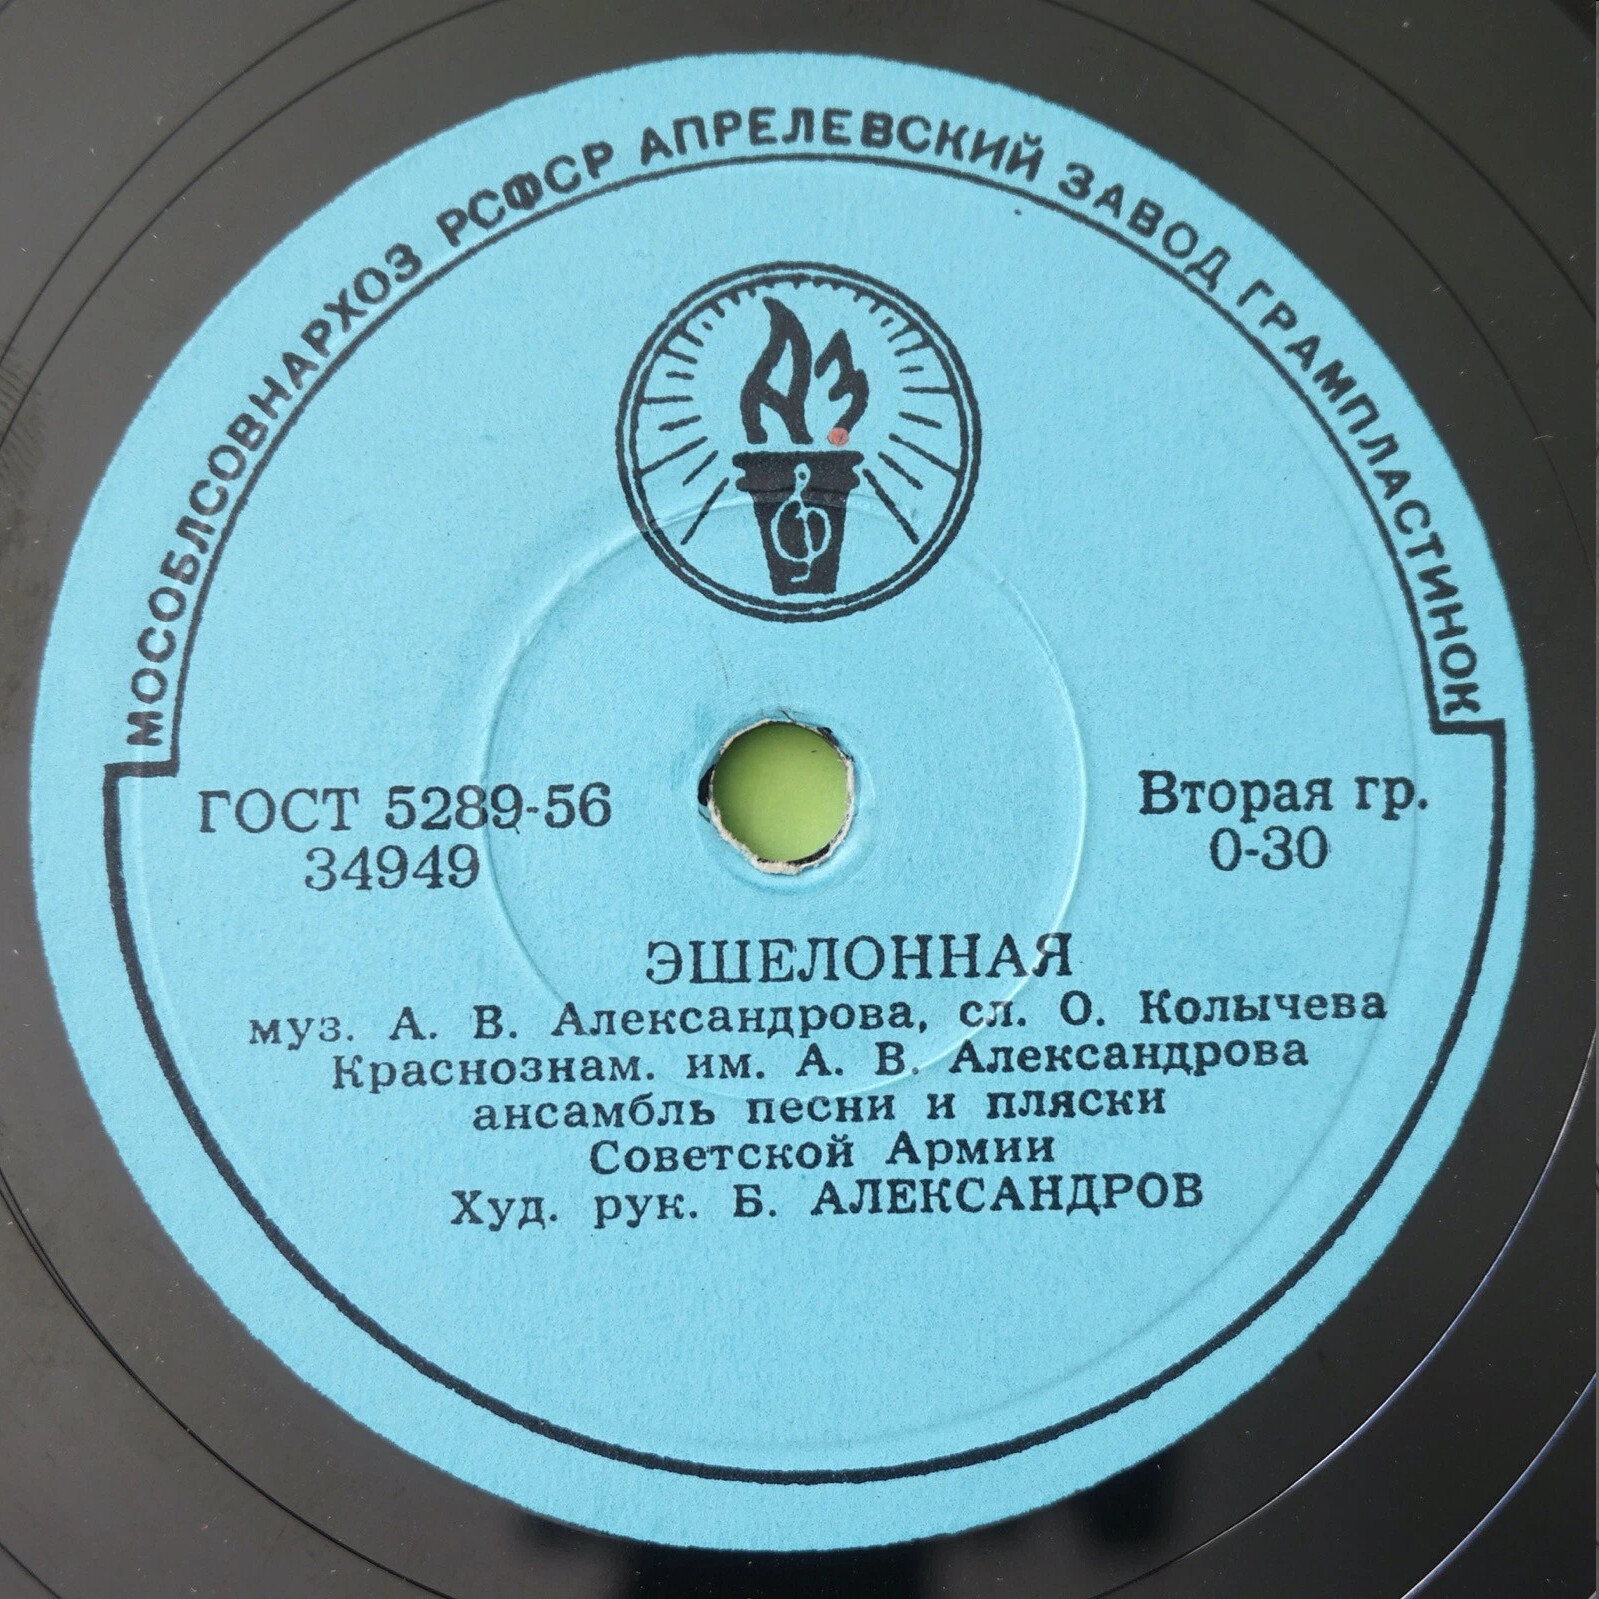 МОСОБЛСОВНАРХОЗ РСФСР АПРЕЛЕВСКИЙ ЗАВОД ГРАМПЛАСТИНОК
АЗ
ГОСТ 5289-56
34949
Вторая гр.
0-30
ЭШЕЛОННАЯ
муз. А. В. Александрова, сл. О. Колычева
Краснознам. им. А. В. Александрова
ансамбль песни и пляски
Советской Армии
Худ. рук. Б. АЛЕКСАНДРОВ